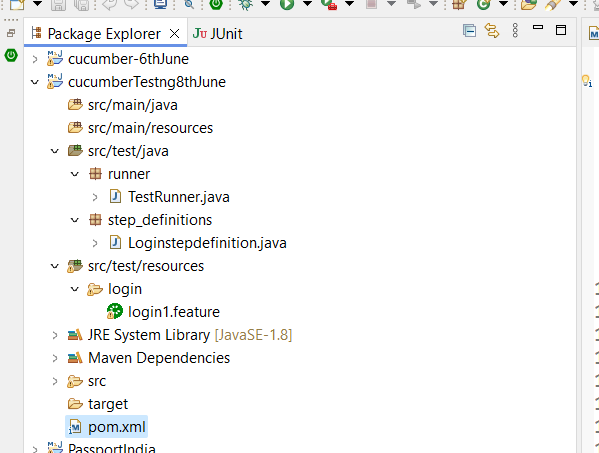 Package Explorer JUnit
cucumber-6thJune
cucumberTestng8thJune
src/main/java
src/main/resources
src/test/java
runner
TestRunner.java
step_definitions
Loginstepdefinition.java
src/test/resources
login
login1.feature
JRE System Library [JavaSE-1.8]
Maven Dependencies
src
target
pom.xml
PassportIndia